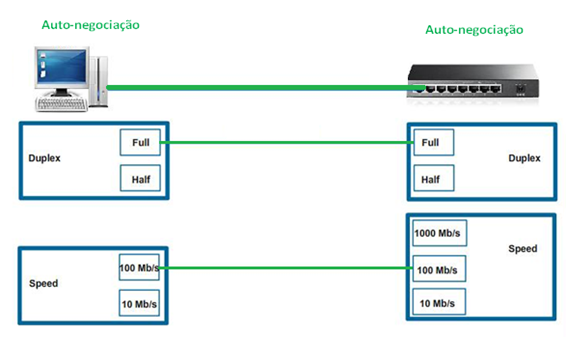 Auto-negociação
Auto-negociação
Duplex
Full
Half
Full
Half
Duplex
Speed
100 Mb/s
10 Mb/s
1000 Mb/s
100 Mb/s
10 Mb/s
Speed